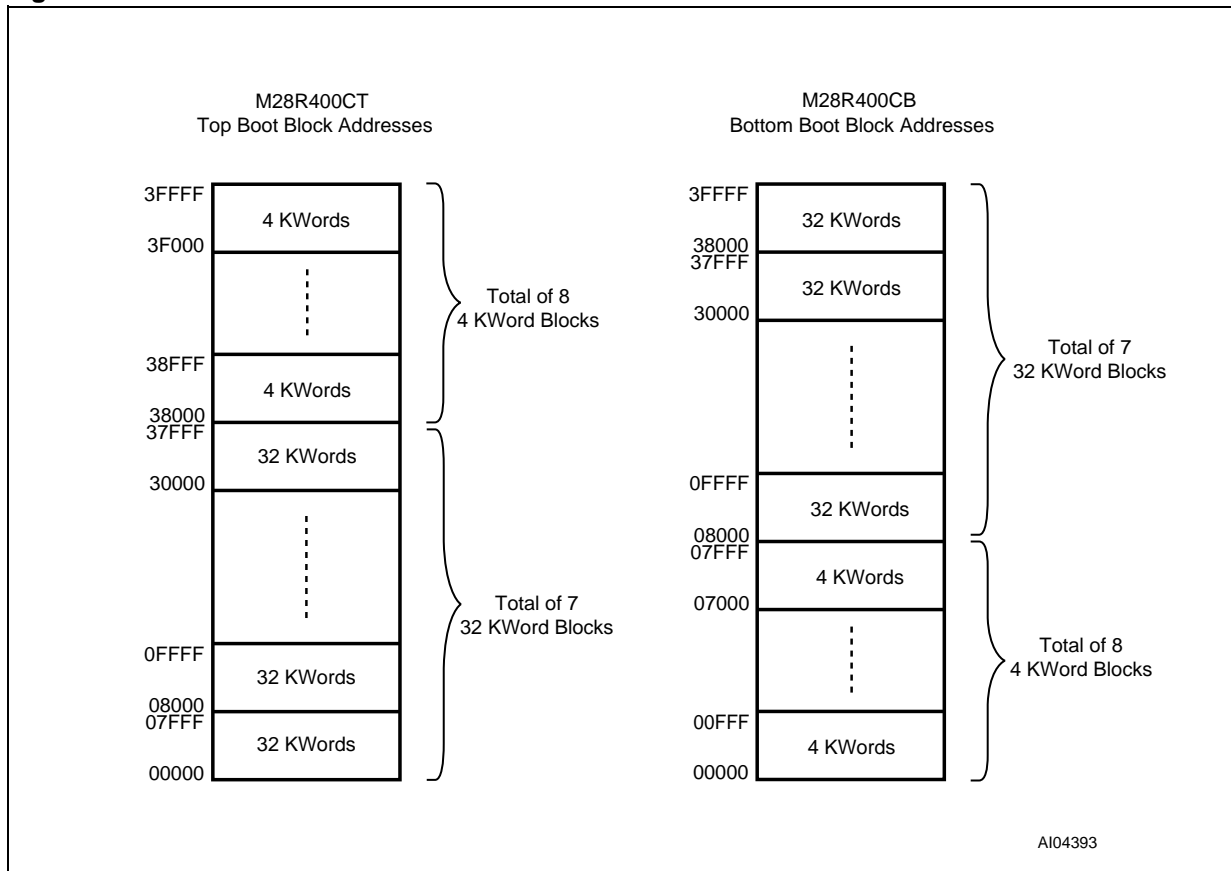 M28R400CT
Top Boot Block Addresses
3FFFF
4 KWords
3F000
38FFF
4 KWords
38000
37FFF
32 KWords
30000
0FFFF
32 KWords
08000
07FFF
32 KWords
00000
Total of 8
4 KWord Blocks
Total of 7
32 KWord Blocks
M28R400CB
Bottom Boot Block Addresses
3FFFF
32 KWords
38000
37FFF
32 KWords
30000
0FFFF
32 KWords
08000
07FFF
4 KWords
07000
00FFF
4 KWords
00000
Total of 7
32 KWord Blocks
Total of 8
4 KWord Blocks
AI04393